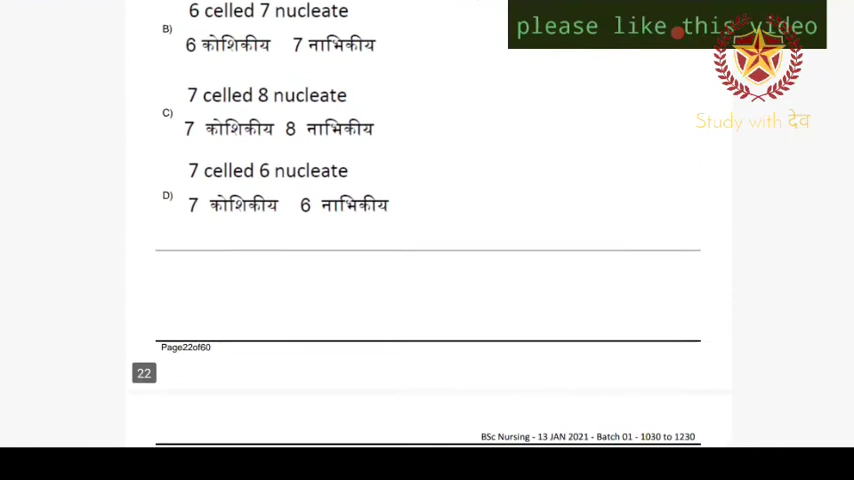 6 celled 7 nucleate
B)
6 कोशिकीय 7 नाभिकीय
please like this video
Study with देव
7 celled 8 nucleate
C)
7 कोशिकीय 8 नाभिकीय
7 celled 6 nucleate
D)
7 कोशिकीय 6 नाभिकीय
Page22of60
22
BSc Nursing - 13 JAN 2021 - Batch 01 - 1030 to 1230